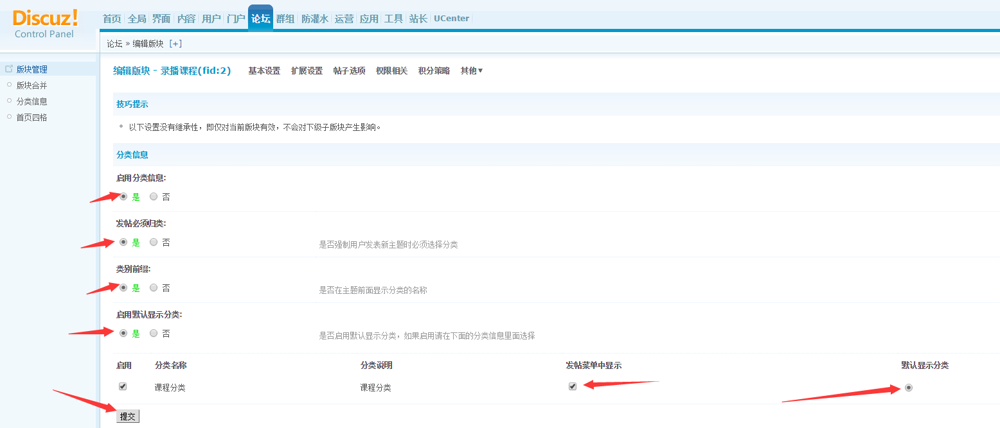 Discuz!
Control Panel
首页 全局 界面 内容 用户 门户 论坛 群组 防灌水 运营 应用 工具 站长 UCenter
论坛 » 编辑版块 [+]
版块管理
版块合并
分类信息
首页四格
编辑版块 - 录播课程(fid:2) 基本设置 扩展设置 帖子选项 权限相关 积分策略 其他▼
技巧提示
以下设置没有继承性，即仅对当前版块有效，不会对下级子版块产生影响。
分类信息
启用分类信息:
是 否
发帖必须归类:
是 否 是否强制用户发表新主题时必须选择分类
类别前缀:
是 否 是否在主题前面显示分类的名称
启用默认显示分类:
是 否 是否启用默认显示分类，如果启用请在下面的分类信息里面选择
启用 分类名称 分类说明 发帖菜单中显示 默认显示分类
课程分类 课程分类
提交